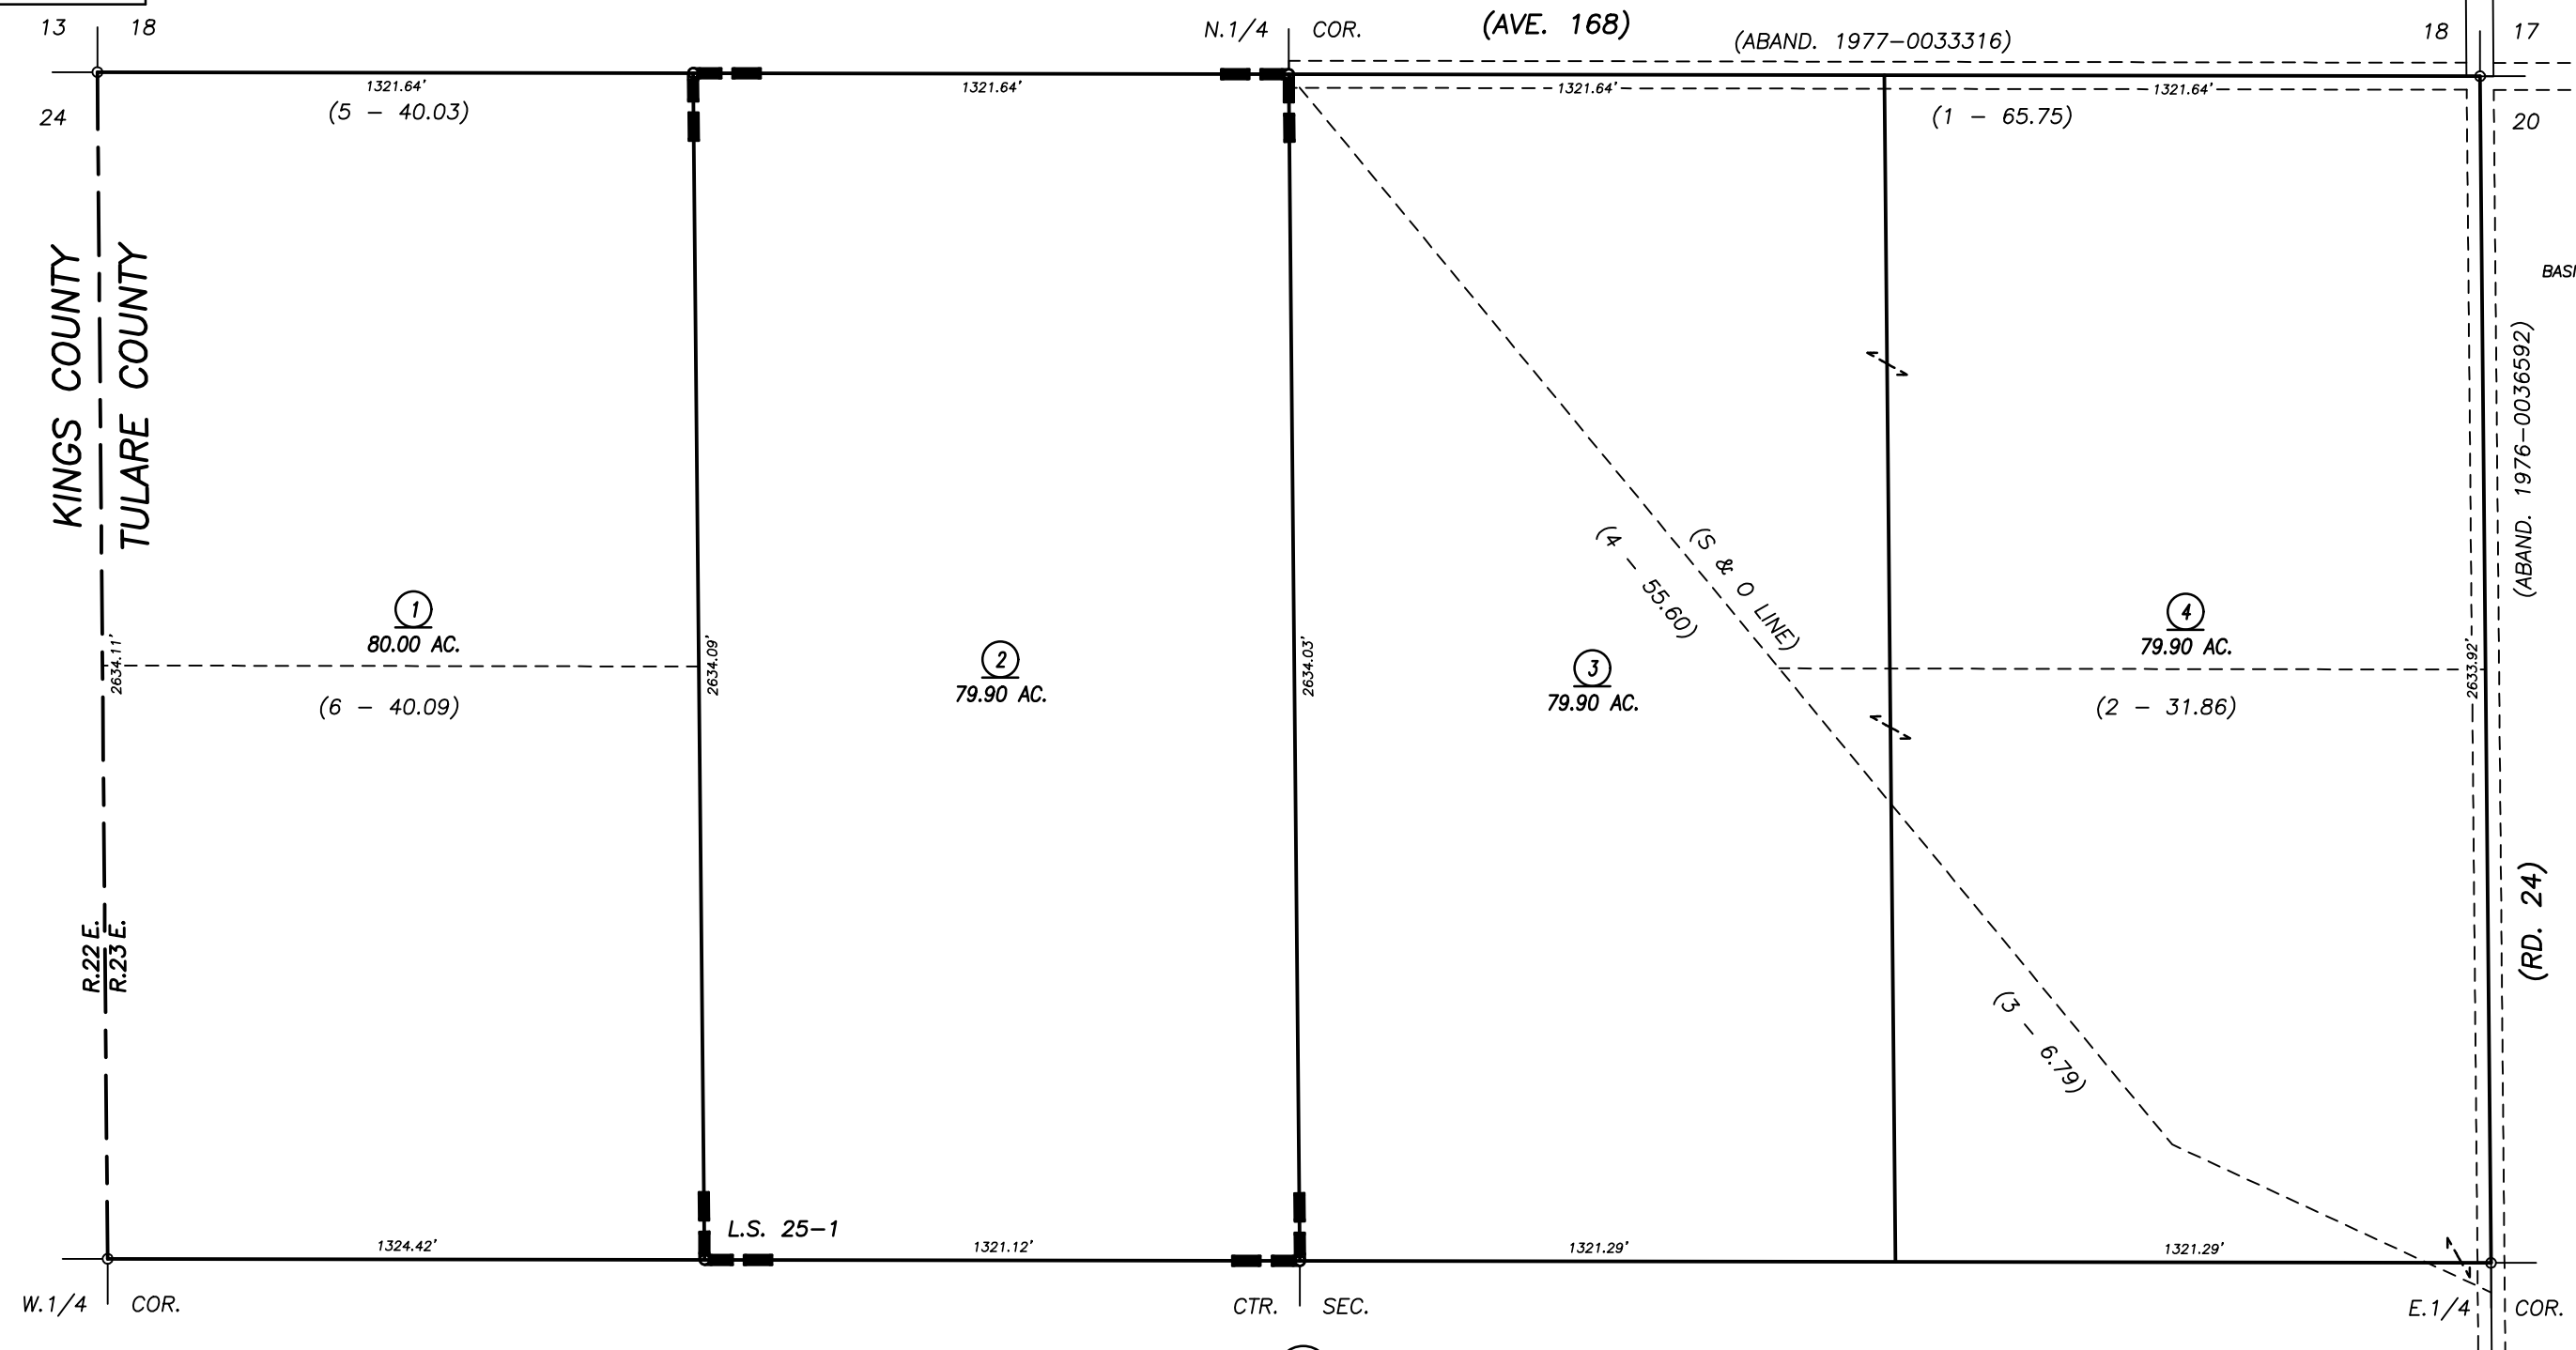 13 18
N.1/4 COR.
(AVE. 168)
(ABAND. 1977-0033316)
18 17
1321.64'
1321.64'
1321.64'
1321.64'
(5 - 40.03)
(1 - 65.75)
24
20
KINGS COUNTY
TULARE COUNTY
(ABAND. 1976-0036592)
(4 - 55.60)
(S & O LINE)
1
80.00 AC.
2
79.90 AC.
3
79.90 AC.
4
79.90 AC.
2634.11'
2634.09'
2634.03'
2633.92'
(6 - 40.09)
(2 - 31.86)
R.22 E.
R.23 E.
(RD. 24)
(3 - 6.79)
L.S. 25-1
1324.42'
1321.12'
1321.29'
1321.29'
W.1/4 COR.
CTR. SEC.
E.1/4 COR.